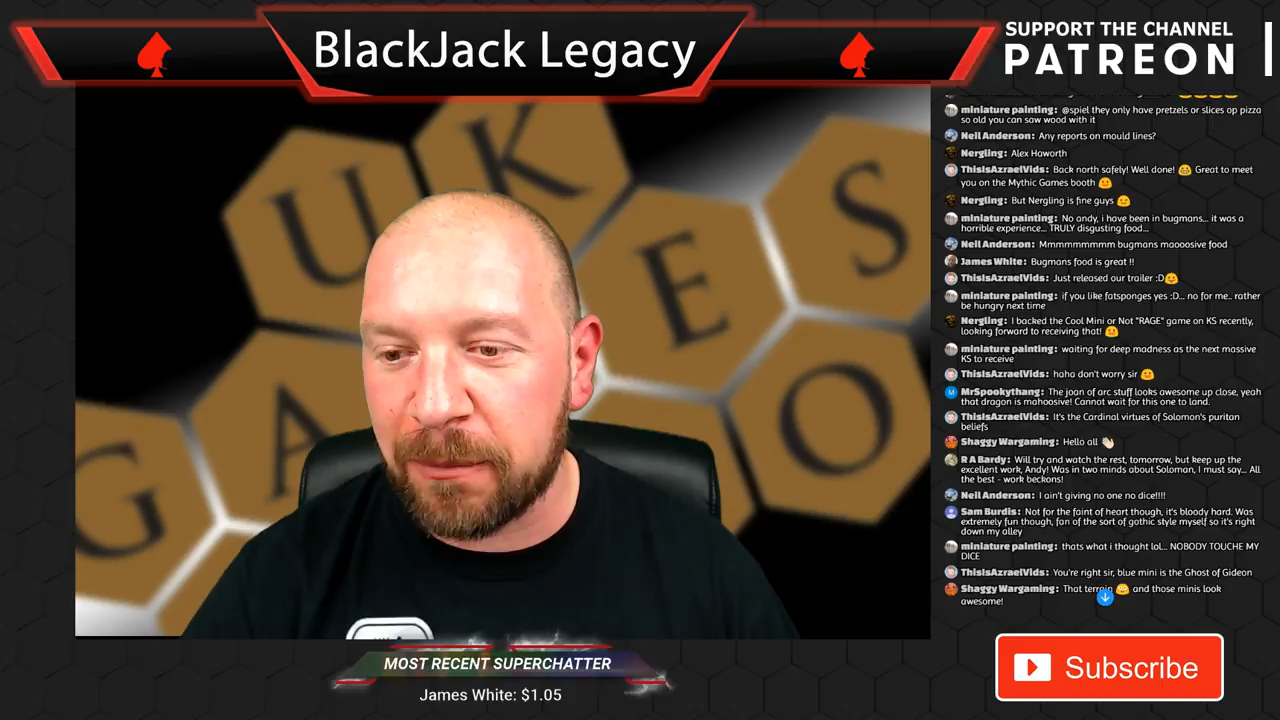 BlackJack Legacy
SUPPORT THE CHANNEL
PATREON
U
K
E
S
G
A
O
miniature painting: @spiel they only have pretzels or slices op pizza
so old you can saw wood with it
Neil Anderson: Any reports on mould lines?
Nergling: Alex Haworth
ThisIsAzraelVids: Back north safely! Well done! 😁 Great to meet
you on the Mythic Games booth 🙂
Nergling: But Nergling is fine guys 🙂
miniature painting: No andy, i have been in bugmans... it was a
horrible experience... TRULY disgusting food...
Neil Anderson: Mmmmmmmmm bugmans maooosive food
James White: Bugmans food is great !!
ThisIsAzraelVids: Just released our trailer :D🙂
miniature painting: if you like fatsponges yes :D... no for me.. rather
be hungry next time
Nergling: I backed the Cool Mini or Not "RAGE" game on KS recently,
looking forward to receiving that! 🙂
miniature painting: waiting for deep madness as the next massive
KS to receive
ThisIsAzraelVids: haha don't worry sir 🙂
MrSpookythang: The joan of arc stuff looks awesome up close, yeah
that dragon is mahoosive! Cannot wait for this one to land.
ThisIsAzraelVids: It's the Cardinal virtues of Solomon's puritan
beliefs
Shaggy Wargaming: Hello all 👋🏻
R A Bardy: Will try and watch the rest, tomorrow, but keep up the
excellent work, Andy! Was in two minds about Soloman, I must say... All
the best - work beckons!
Neil Anderson: I ain't giving no one no dice!!!!
Sam Burdis: Not for the faint of heart though, it's bloody hard. Was
extremely fun though, fan of the sort of gothic style myself so it's right
down my alley
miniature painting: thats what i thought lol... NOBODY TOUCHE MY
DICE
ThisIsAzraelVids: You're right sir, blue mini is the Ghost of Gideon
Shaggy Wargaming: That terrain 😀 and those minis look
awesome!
MOST RECENT SUPERCHATTER
James White: $1.05
Subscribe